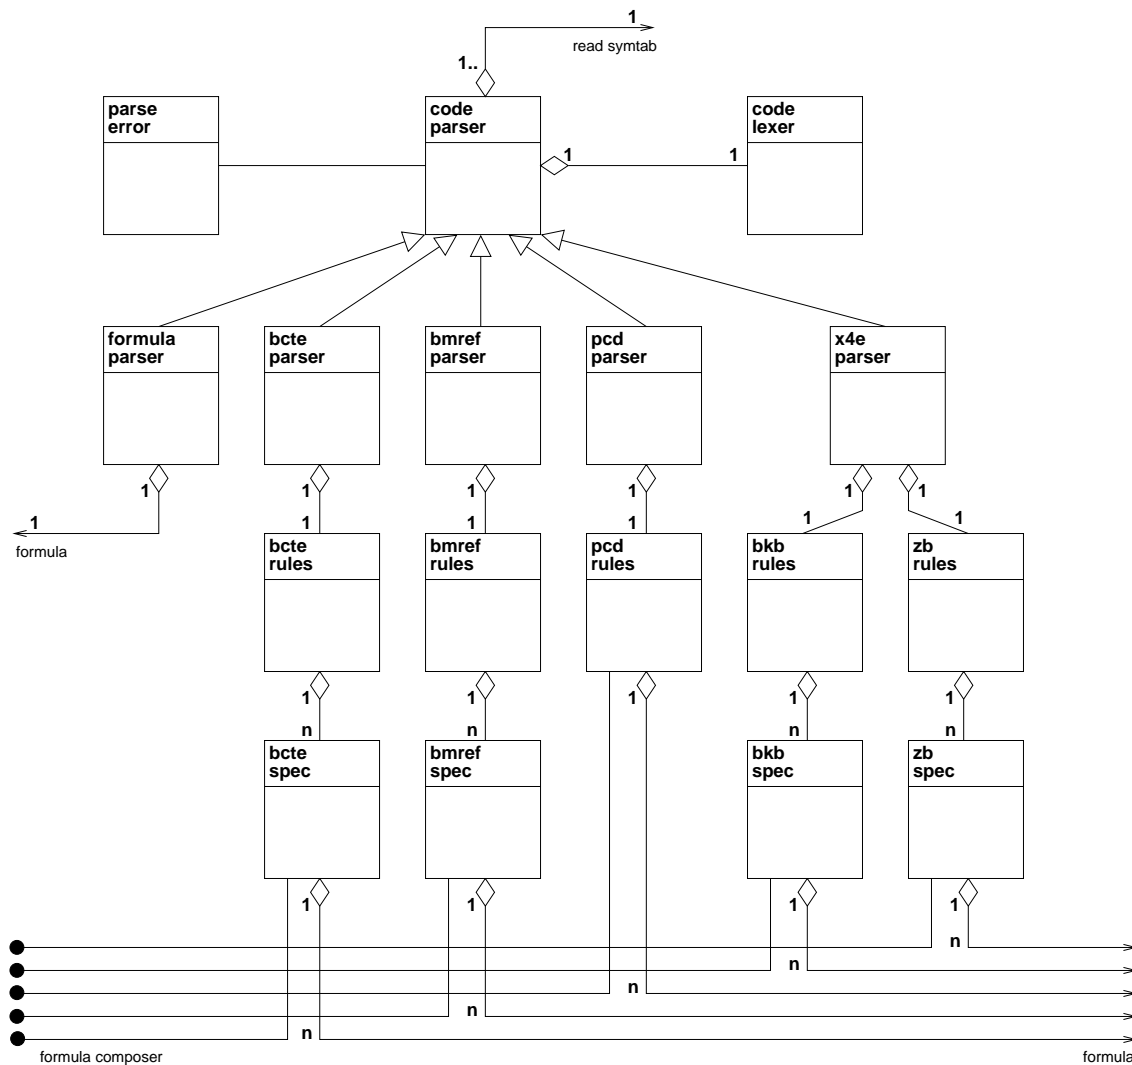 1
read symtab
1..
parse
error
code
parser
code
lexer
1
1
formula
parser
bcte
parser
bmref
parser
pcd
parser
x4e
parser
1
1
1
1
1
1
1
1
1
1
1
1
formula
bcte
rules
bmref
rules
pcd
rules
bkb
rules
zb
rules
1
1
1
1
1
n
n
n
n
bcte
spec
bmref
spec
bkb
spec
zb
spec
1
1
1
1
n
n
n
n
n
formula composer
formula